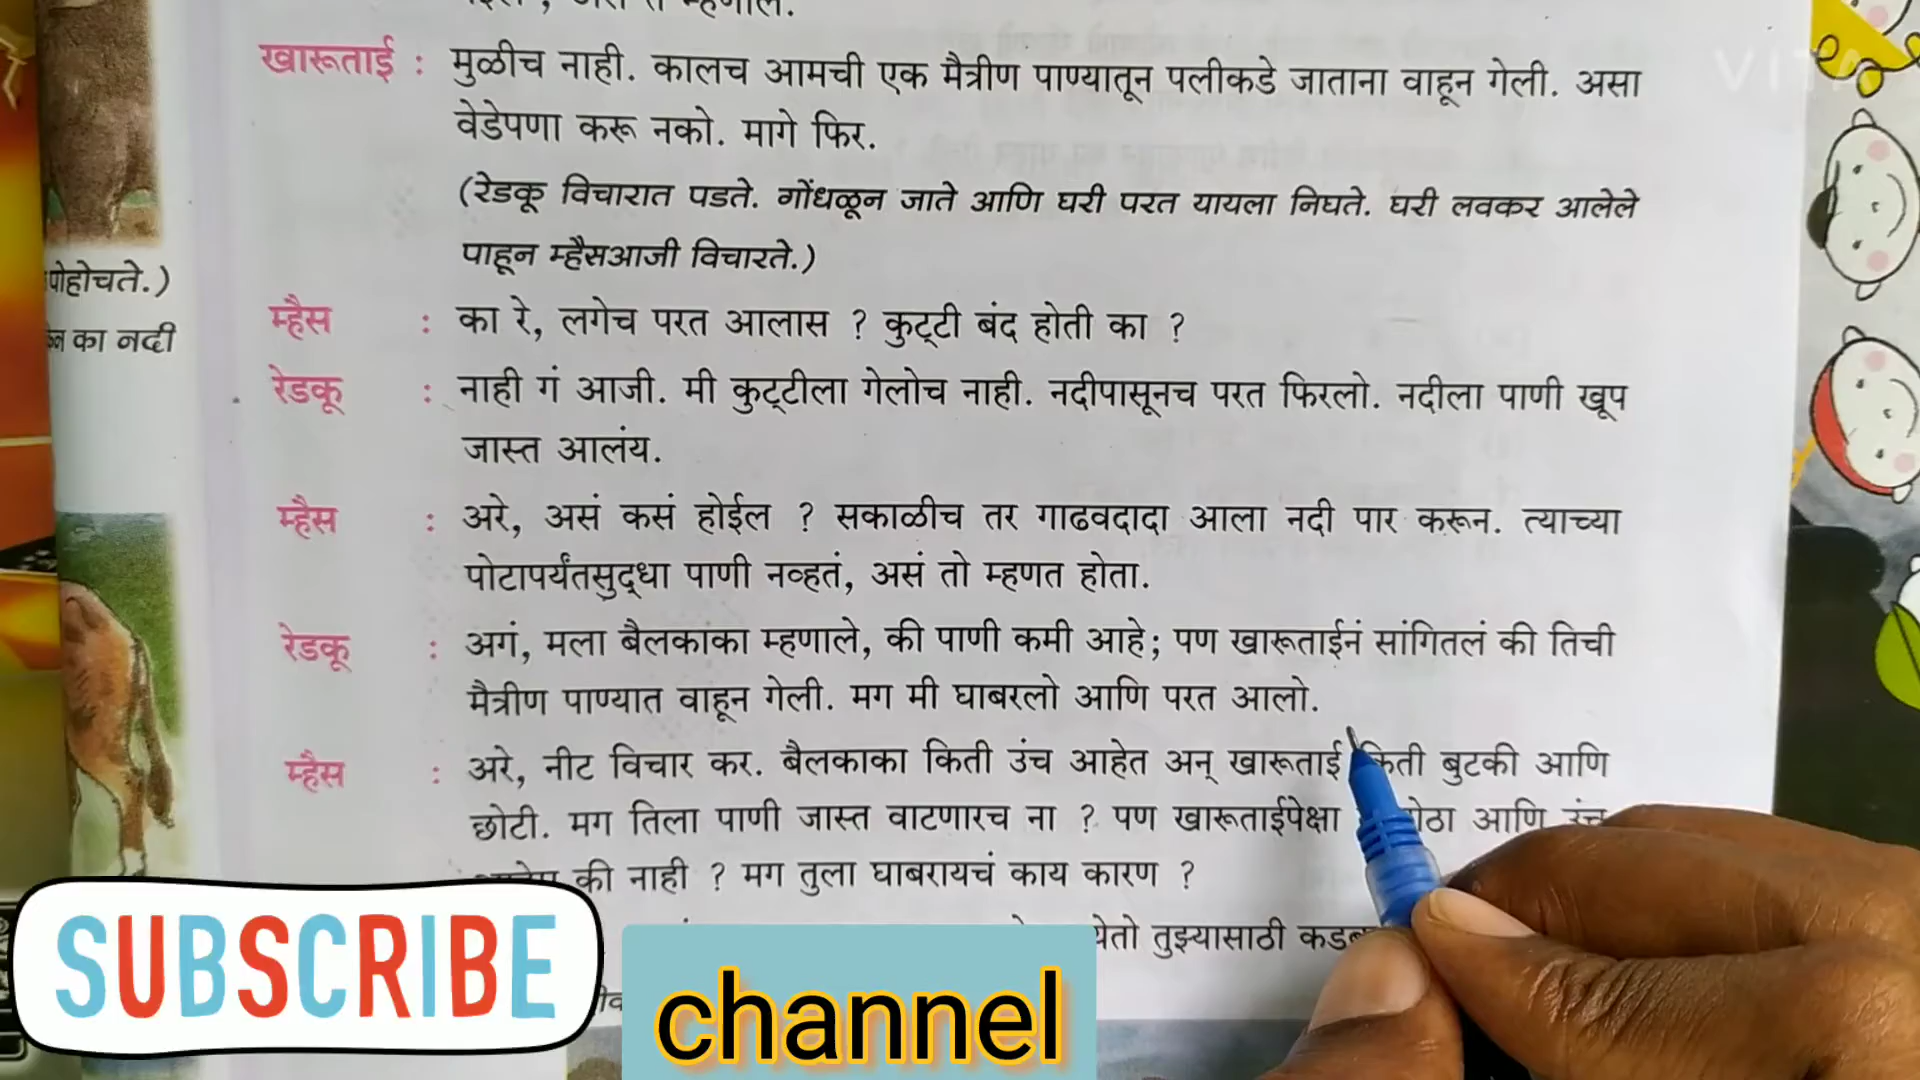 म्हणाले.
खारूताई : मुळीच नाही. कालच आमची एक मैत्रीण पाण्यातून पलीकडे जाताना वाहून गेली. असा
वेडेपणा करू नको. मागे फिर.
(रेडकू विचारात पडते. गोंधळून जाते आणि घरी परत यायला निघते. घरी लवकर आलेले
पाहून म्हैसआजी विचारते.)
म्हैस : का रे, लगेच परत आलास ? कुट्टी बंद होती का ?
रेडकू : नाही गं आजी. मी कुट्टीला गेलोच नाही. नदीपासूनच परत फिरलो. नदीला पाणी खूप
जास्त आलंय.
म्हैस : अरे, असं कसं होईल ? सकाळीच तर गाढवदादा आला नदी पार करून. त्याच्या
पोटापर्यंतसुद्धा पाणी नव्हतं, असं तो म्हणत होता.
रेडकू : अगं, मला बैलकाका म्हणाले, की पाणी कमी आहे; पण खारूताईनं सांगितलं की तिची
मैत्रीण पाण्यात वाहून गेली. मग मी घाबरलो आणि परत आलो.
म्हैस : अरे, नीट विचार कर. बैलकाका किती उंच आहेत अन् खारूताई किती बुटकी आणि
छोटी. मग तिला पाणी जास्त वाटणारच ना ? पण खारूताईपेक्षा आणि उंच
की नाही ? मग तुला घाबरायचं काय कारण ?
येतो तुझ्यासाठी
पोहोचते.)
का नदी
VITA
SUBSCRIBE
channel